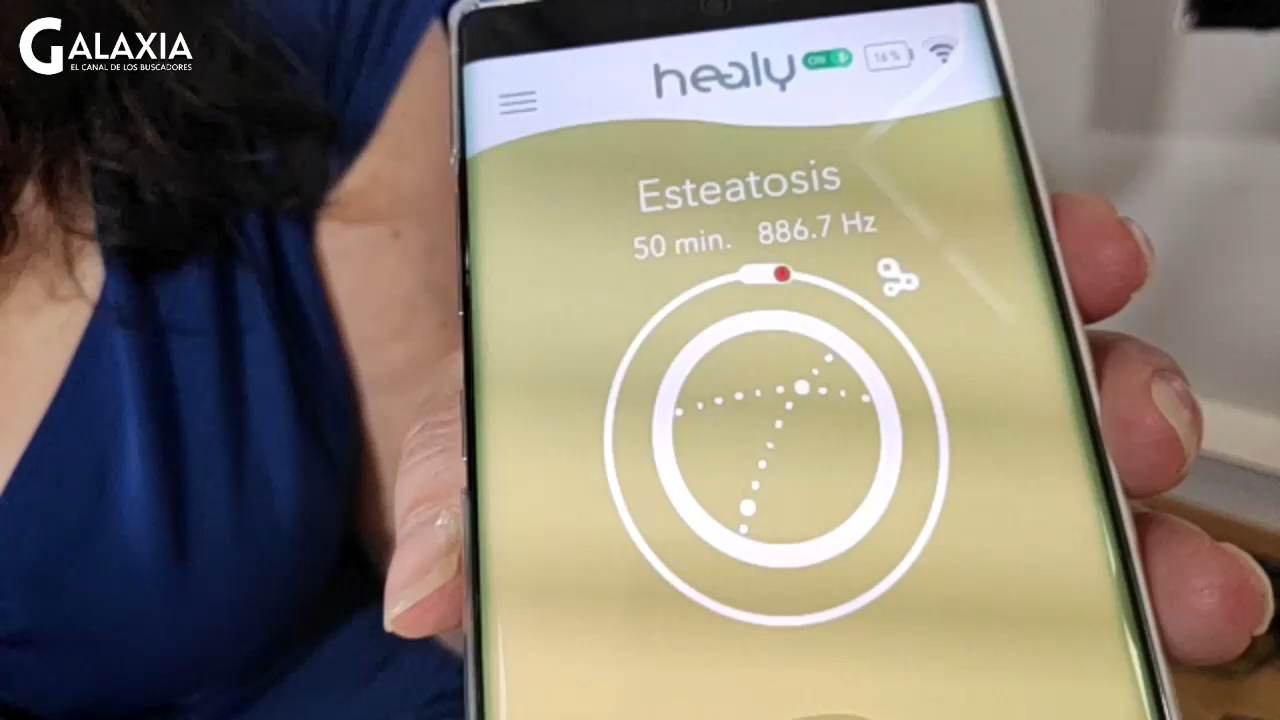 GALAXIA
EL CANAL DE LOS BUSCADORES
healy
ON
16 %
Esteatosis
50 min. 886.7 Hz